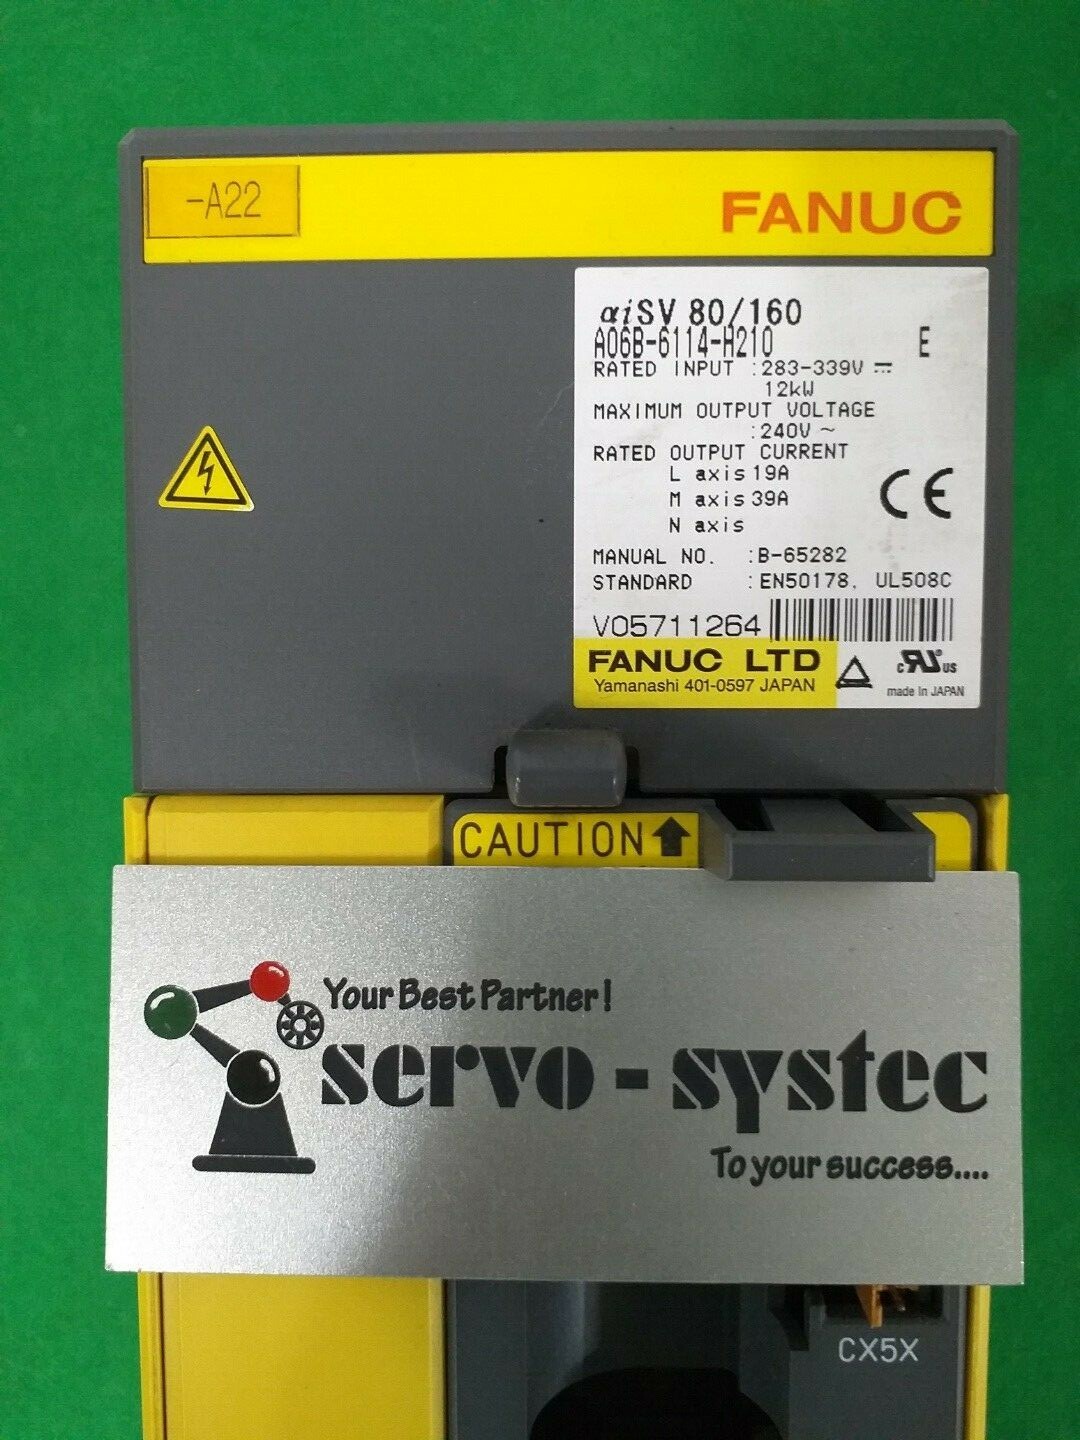 -A22
FANUC
αiSV 80/160
A06B-6114-H210 E
RATED INPUT :283-339V ⎓
12kW
MAXIMUM OUTPUT VOLTAGE
:240V ~
RATED OUTPUT CURRENT
L axis 19A
M axis 39A
N axis
CE
MANUAL NO. :B-65282
STANDARD :EN50178, UL508C
V05711264
FANUC LTD
Yamanashi 401-0597 JAPAN
c RU US
made In JAPAN
CAUTION
Your Best Partner!
servo-systec
To your success....
CX5X